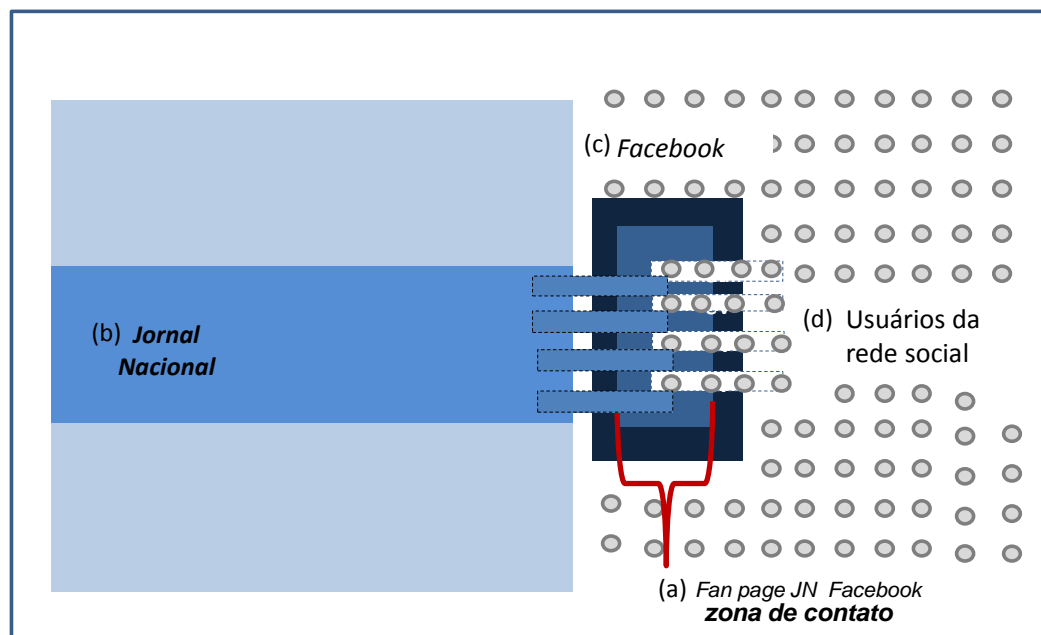 (c) Facebook
(b) Jornal
Nacional
(d) Usuários da
rede social
(a) Fan page JN Facebook
zona de contato